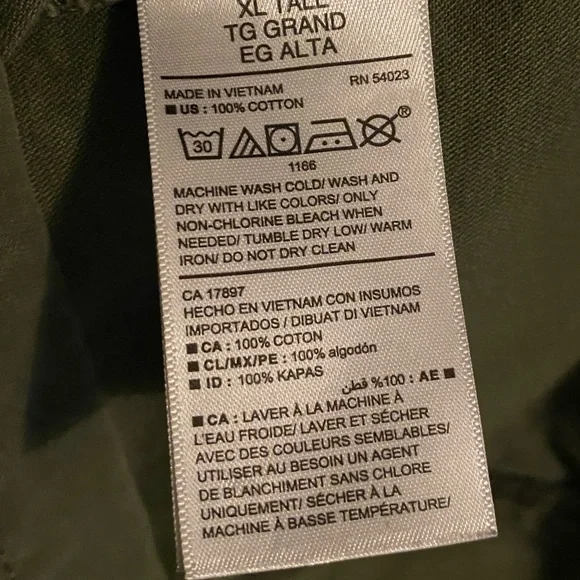 XL TALL
TG GRAND
EG ALTA
MADE IN VIETNAM RN 54023
■ US : 100% COTTON
30
®
1166
MACHINE WASH COLD/ WASH AND
DRY WITH LIKE COLORS/ ONLY
NON-CHLORINE BLEACH WHEN
NEEDED/ TUMBLE DRY LOW/ WARM
IRON/ DO NOT DRY CLEAN
CA 17897
HECHO EN VIETNAM CON INSUMOS
IMPORTADOS / DIBUAT DI VIETNAM
■ CA : 100% COTON
■ CL/MX/PE : 100% algodón
■ ID : 100% KAPAS
■ AE : 100% قطن
■ CA : LAVER À LA MACHINE À
L'EAU FROIDE/ LAVER ET SÉCHER
AVEC DES COULEURS SEMBLABLES/
UTILISER AU BESOIN UN AGENT
DE BLANCHIMENT SANS CHLORE
UNIQUEMENT/ SÉCHER À LA
MACHINE À BASSE TEMPÉRATURE/